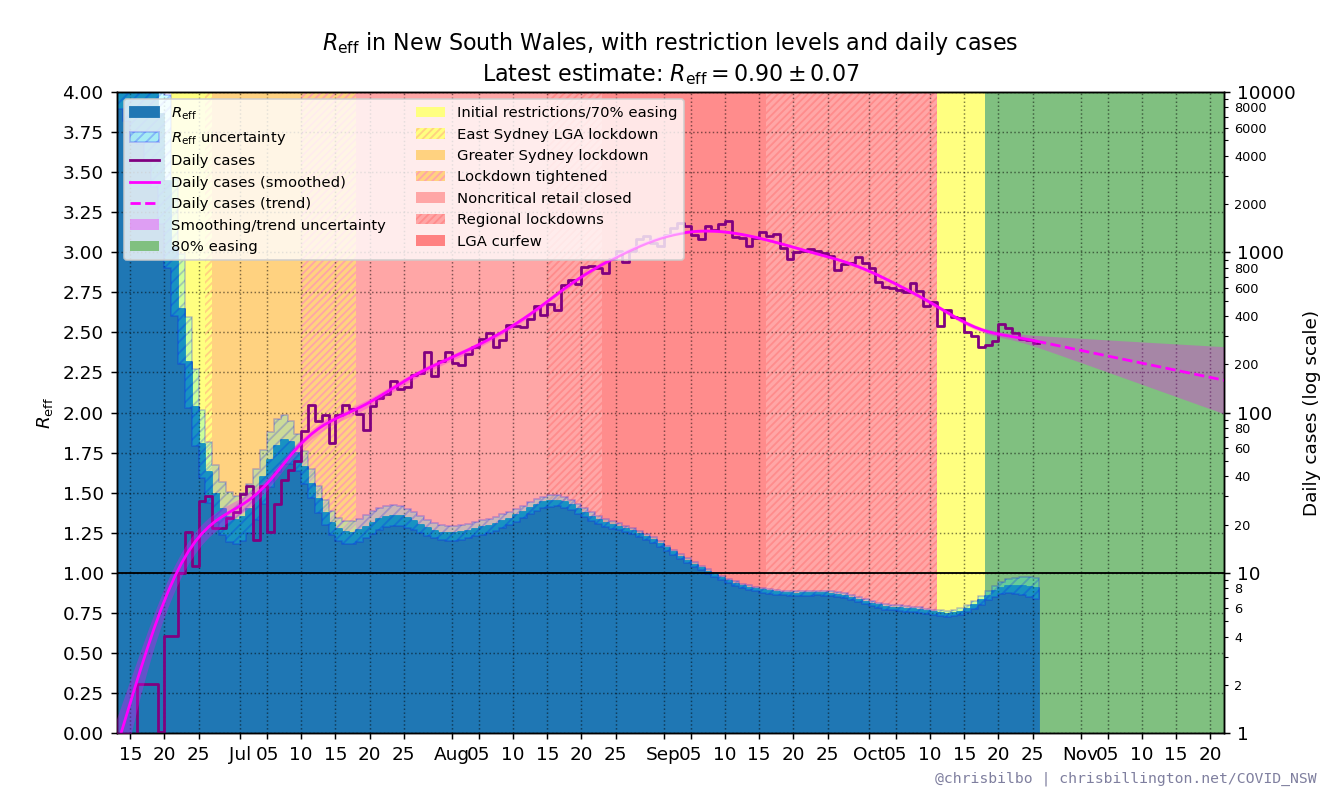 Reff in New South Wales, with restriction levels and daily cases
Latest estimate: Reff = 0.90 ± 0.07
Reff
Reff uncertainty
Daily cases
Daily cases (smoothed)
Daily cases (trend)
Smoothing/trend uncertainty
80% easing
Initial restrictions/70% easing
East Sydney LGA lockdown
Greater Sydney lockdown
Lockdown tightened
Noncritical retail closed
Regional lockdowns
LGA curfew
Reff
4.00
3.75
3.50
3.25
3.00
2.75
2.50
2.25
2.00
1.75
1.50
1.25
1.00
0.75
0.50
0.25
0.00
10000
8000
6000
4000
2000
1000
800
600
400
200
100
80
60
40
20
10
8
6
4
2
1
Daily cases (log scale)
15 20 25 Jul 05 10 15 20 25 Aug 05 10 15 20 25 Sep 05 10 15 20 25 Oct 05 10 15 20 25 Nov 05 10 15 20
@chrisbilbo | chrisbillington.net/COVID_NSW